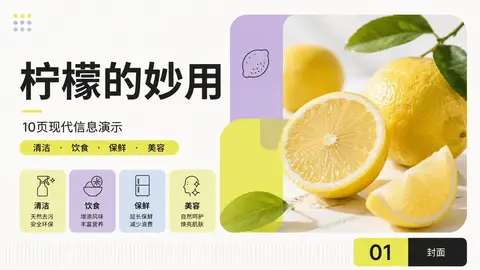 柠檬的妙用
10页现代信息演示
清洁 · 饮食 · 保鲜 · 美容
清洁
天然去污
安全环保
饮食
增添风味
丰富营养
保鲜
延长保鲜
减少浪费
美容
自然呵护
焕亮肌肤
01
封面